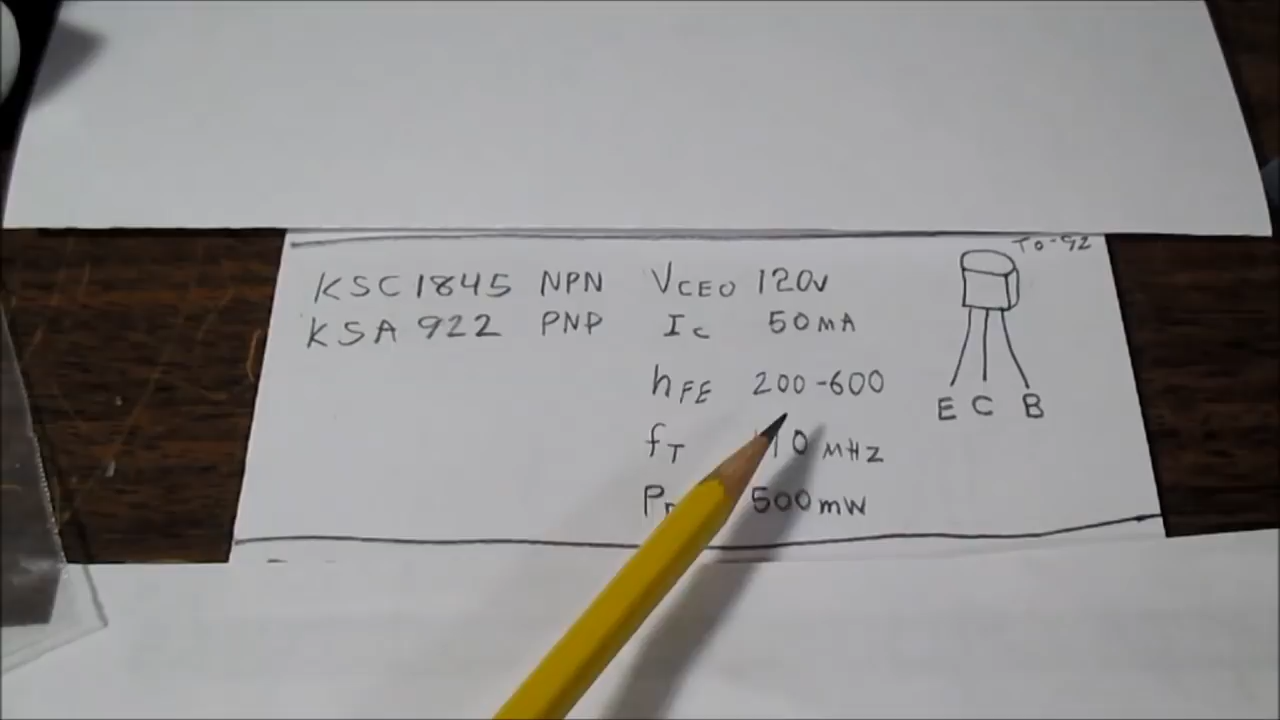 KSC1845 NPN VCEO 120V
KSA 922 PNP IC 50MA
hFE 200-600
fT MHZ
500mW
TO-92
E C B